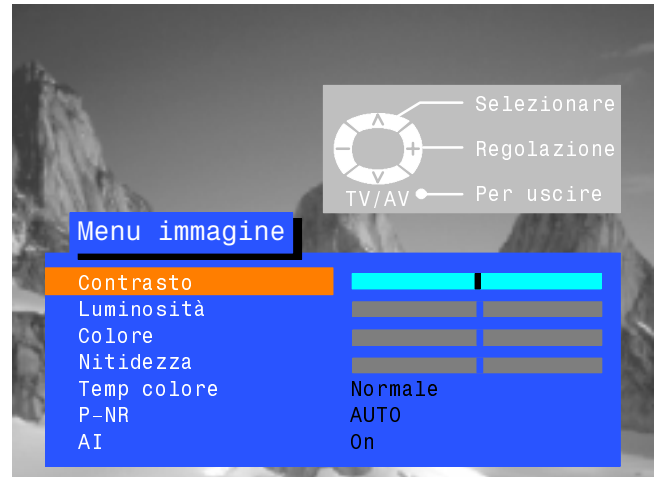 Selezionare
Regolazione
TV/AV Per uscire
Menu immagine
Contrasto
Luminosità
Colore
Nitidezza
Temp colore Normale
P-NR AUTO
AI On